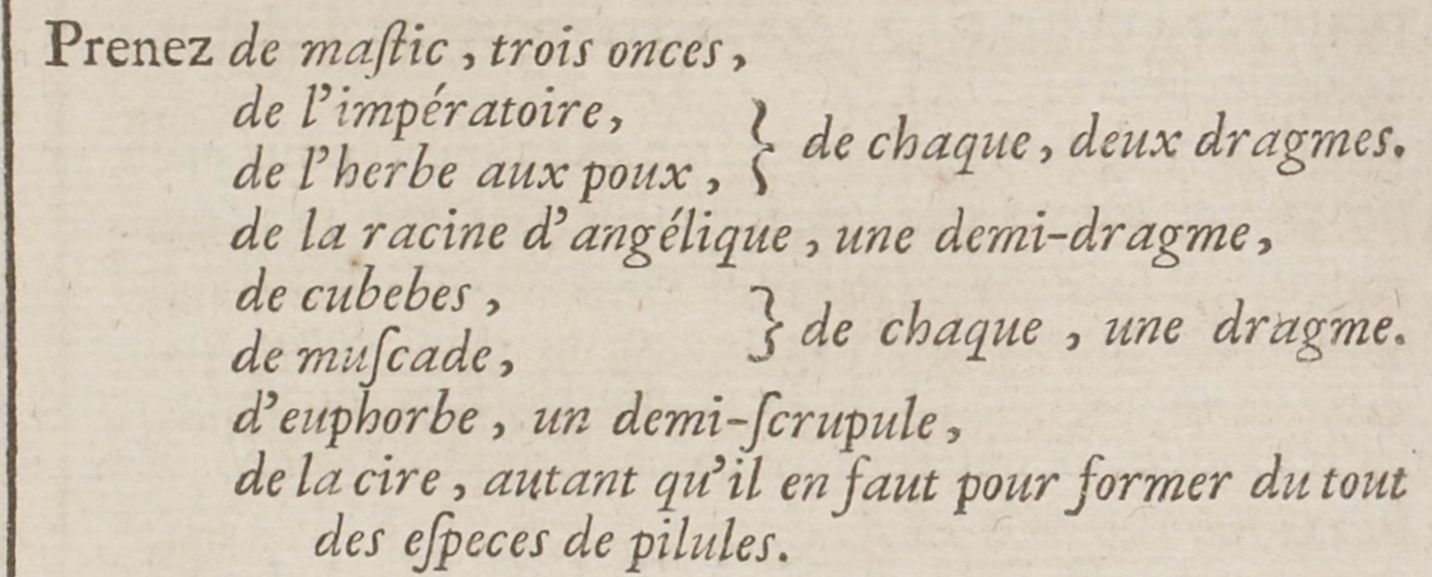 Prenez de maſtic, trois onces,
de l'impératoire,
de l'herbe aux poux, } de chaque, deux dragmes.
de la racine d'angélique, une demi-dragme,
de cubebes,
de muſcade, } de chaque, une dragme.
d'euphorbe, un demi-ſcrupule,
de la cire, autant qu'il en faut pour former du tout
des eſpeces de pilules.